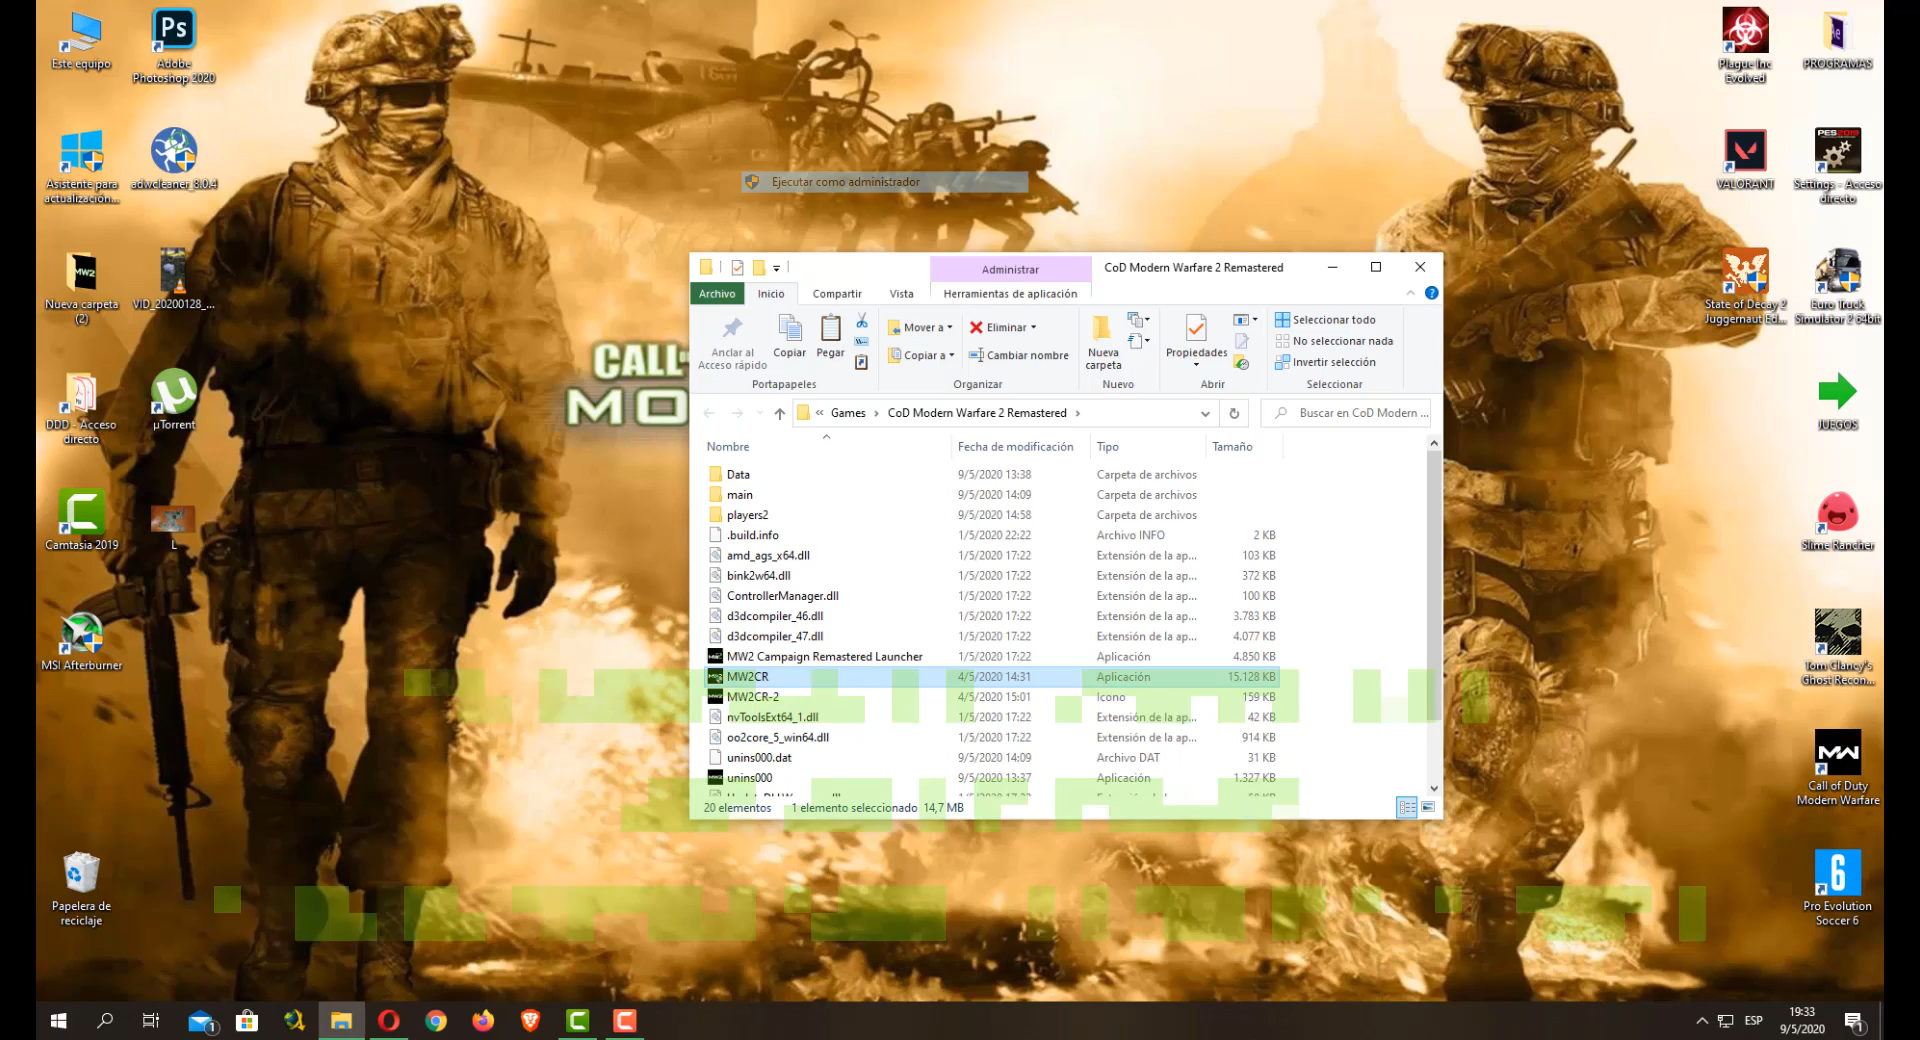 Este equipo
Ps
Adobe
Photoshop 2020
Asistente para
actualización...
adwcleaner_8.0.4
MW2
Nueva carpeta
(2)
VID_20200128_...
DDD - Acceso
directo
µTorrent
Camtasia 2019
L
MSI Afterburner
Papelera de
reciclaje
CALL
MO
Ejecutar como administrador
Administrar
CoD Modern Warfare 2 Remastered
Archivo
Inicio
Compartir
Vista
Herramientas de aplicación
Anclar al
Acceso rápido
Copiar
Pegar
Portapapeles
Mover a
Copiar a
Eliminar
Cambiar nombre
Organizar
Nueva
carpeta
Nuevo
Propiedades
Abrir
Seleccionar todo
No seleccionar nada
Invertir selección
Seleccionar
« Games > CoD Modern Warfare 2 Remastered >
Buscar en CoD Modern ...
Nombre Fecha de modificación Tipo Tamaño
Data 9/5/2020 13:38 Carpeta de archivos
main 9/5/2020 14:09 Carpeta de archivos
players2 9/5/2020 14:58 Carpeta de archivos
.build.info 1/5/2020 22:22 Archivo INFO 2 KB
amd_ags_x64.dll 1/5/2020 17:22 Extensión de la ap... 103 KB
bink2w64.dll 1/5/2020 17:22 Extensión de la ap... 372 KB
ControllerManager.dll 1/5/2020 17:22 Extensión de la ap... 100 KB
d3dcompiler_46.dll 1/5/2020 17:22 Extensión de la ap... 3.783 KB
d3dcompiler_47.dll 1/5/2020 17:22 Extensión de la ap... 4.077 KB
MW2 Campaign Remastered Launcher 1/5/2020 17:22 Aplicación 4.850 KB
MW2CR 4/5/2020 14:31 Aplicación 15.128 KB
MW2CR-2 4/5/2020 15:01 Icono 159 KB
nvToolsExt64_1.dll 1/5/2020 17:22 Extensión de la ap... 42 KB
oo2core_5_win64.dll 1/5/2020 17:22 Extensión de la ap... 914 KB
unins000.dat 9/5/2020 14:09 Archivo DAT 31 KB
unins000 9/5/2020 13:37 Aplicación 1.327 KB
20 elementos 1 elemento seleccionado 14,7 MB
Plague Inc
Evolved
Ae
PROGRAMAS
VALORANT
PES2019
Settings - Acceso
directo
State of Decay 2
Juggernaut Ed...
Euro Truck
Simulator 2 64bit
JUEGOS
Slime Rancher
Tom Clancy's
Ghost Recon...
MW
Call of Duty
Modern Warfare
6
Pro Evolution
Soccer 6
1
ESP
19:33
9/5/2020
1